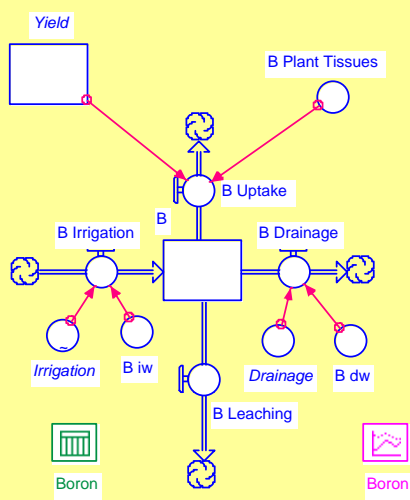 Yield
B Plant Tissues
B Uptake
B
B Irrigation
B Drainage
~
Irrigation
B iw
Drainage
B dw
B Leaching
Boron
Boron